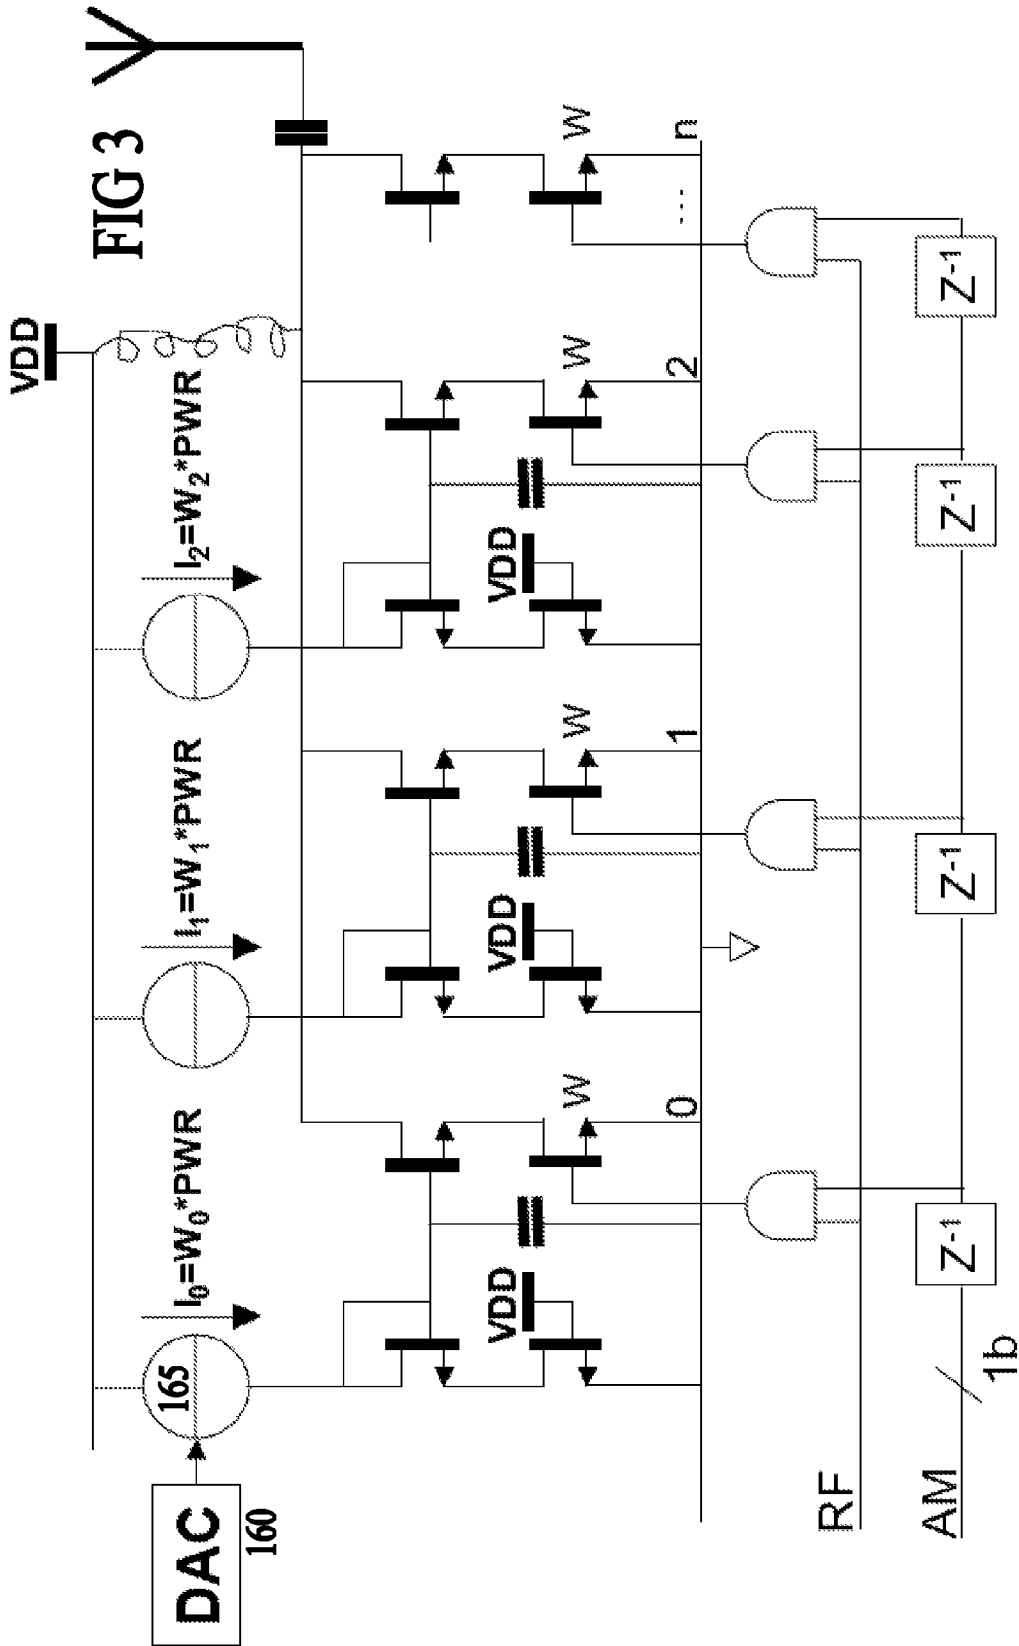 FIG 3
VDD
I₀=W₀*PWR
I₁=W₁*PWR
I₂=W₂*PWR
165
DAC
160
VDD
VDD
VDD
W
W
W
W
0
1
2
....
n
RF
AM
1b
Z⁻¹
Z⁻¹
Z⁻¹
Z⁻¹